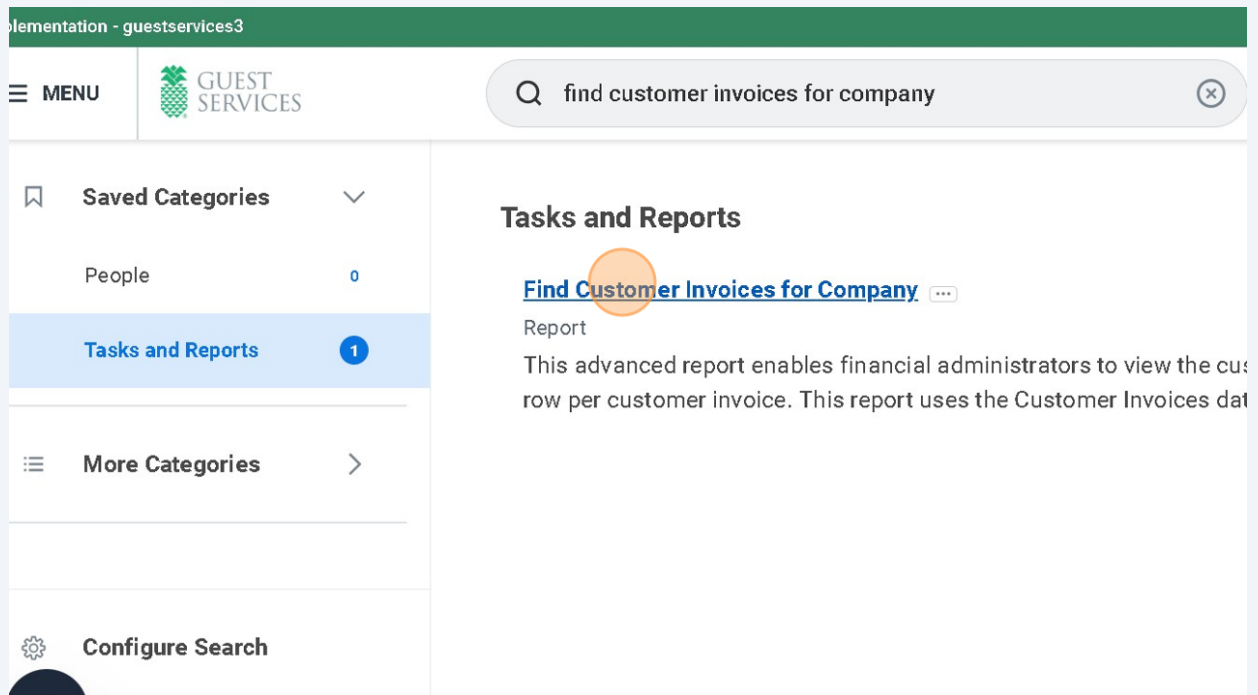 plementation - guestservices3
MENU
GUEST
SERVICES
find customer invoices for company
Saved Categories
People 0
Tasks and Reports 1
More Categories
Configure Search
Tasks and Reports
Find Customer Invoices for Company
Report
This advanced report enables financial administrators to view the
row per customer invoice. This report uses the Customer Invoices